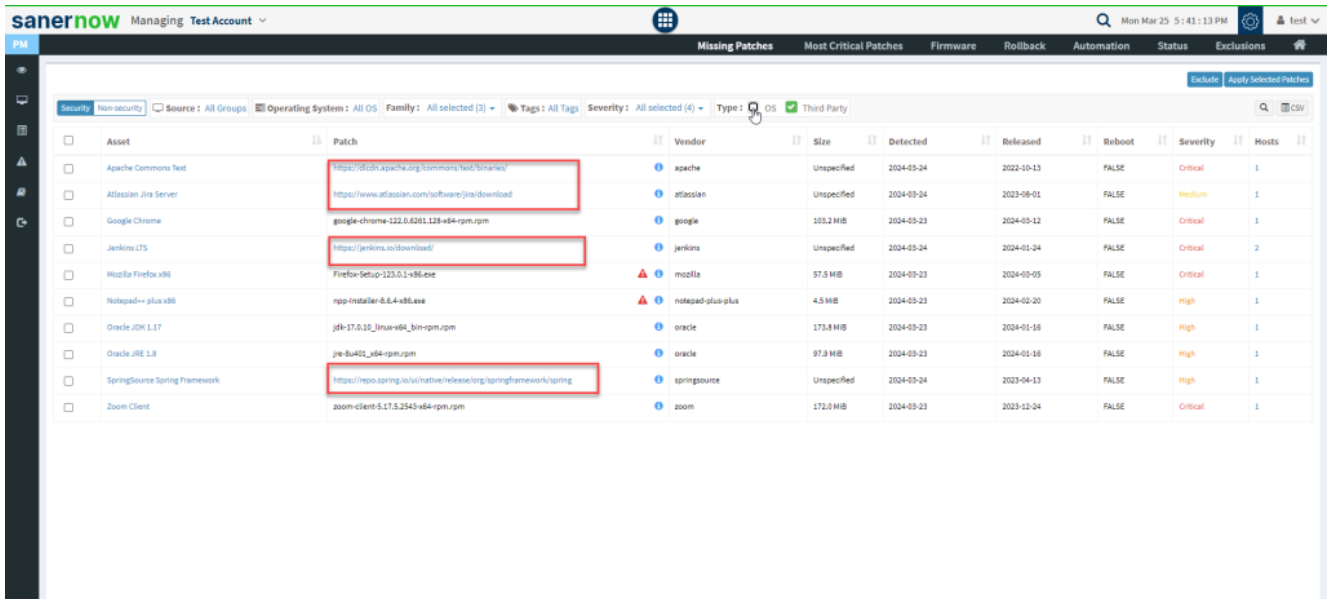 sanernow Managing Test Account Mon Mar 25 5:41:13 PM test
PM Missing Patches Most Critical Patches Firmware Rollback Automation Status Exclusions
Exclude Apply Selected Patches
Security Non-security Source : All Groups Operating System : All OS Family : All selected (3) Tags : All Tags Severity : All selected (4) Type : OS Third Party CSV
Asset Patch Vendor Size Detected Released Reboot Severity Hosts
Apache Commons Text https://dlcdn.apache.org/commons/text/binaries/ apache Unspecified 2024-03-24 2022-10-13 FALSE Critical 1
Atlassian Jira Server https://www.atlassian.com/software/jira/download atlassian Unspecified 2024-03-24 2023-08-01 FALSE Medium 1
Google Chrome google-chrome-122.0.6261.128-x64-rpm.rpm google 103.2 MiB 2024-03-23 2024-03-12 FALSE Critical 1
Jenkins LTS https://jenkins.io/download/ jenkins Unspecified 2024-03-24 2024-01-24 FALSE Critical 2
Mozilla Firefox x86 Firefox-Setup-123.0.1-x86.exe mozilla 57.5 MiB 2024-03-23 2024-03-05 FALSE Critical 1
Notepad++ plus x86 npp-Installer-8.6.4-x86.exe notepad-plus-plus 4.5 MiB 2024-03-23 2024-02-20 FALSE High 1
Oracle JDK 1.17 jdk-17.0.10_linux-x64_bin-rpm.rpm oracle 173.8 MiB 2024-03-23 2024-01-16 FALSE High 1
Oracle JRE 1.8 jre-8u401_x64-rpm.rpm oracle 97.9 MiB 2024-03-23 2024-01-16 FALSE High 1
SpringSource Spring Framework https://repo.spring.io/ui/native/release/org/springframework/spring springsource Unspecified 2024-03-24 2023-04-13 FALSE High 1
Zoom Client zoom-client-5.17.5.2543-x64-rpm.rpm zoom 172.0 MiB 2024-03-23 2023-12-24 FALSE Critical 1